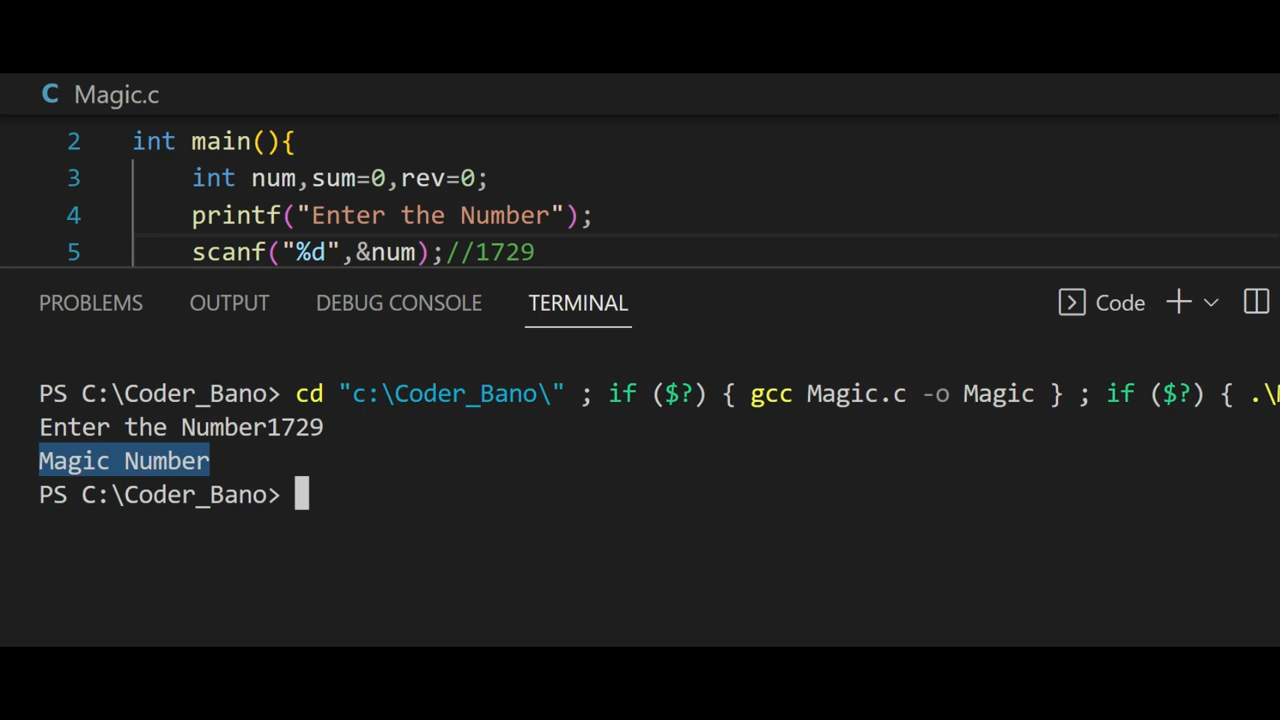 C Magic.c
2 int main(){
3 int num,sum=0,rev=0;
4 printf("Enter the Number");
5 scanf("%d",&num);//1729
PROBLEMS OUTPUT DEBUG CONSOLE TERMINAL Code
PS C:\Coder_Bano> cd "c:\Coder_Bano\" ; if ($?) { gcc Magic.c -o Magic } ; if ($?) { .\M
Enter the Number1729
Magic Number
PS C:\Coder_Bano>